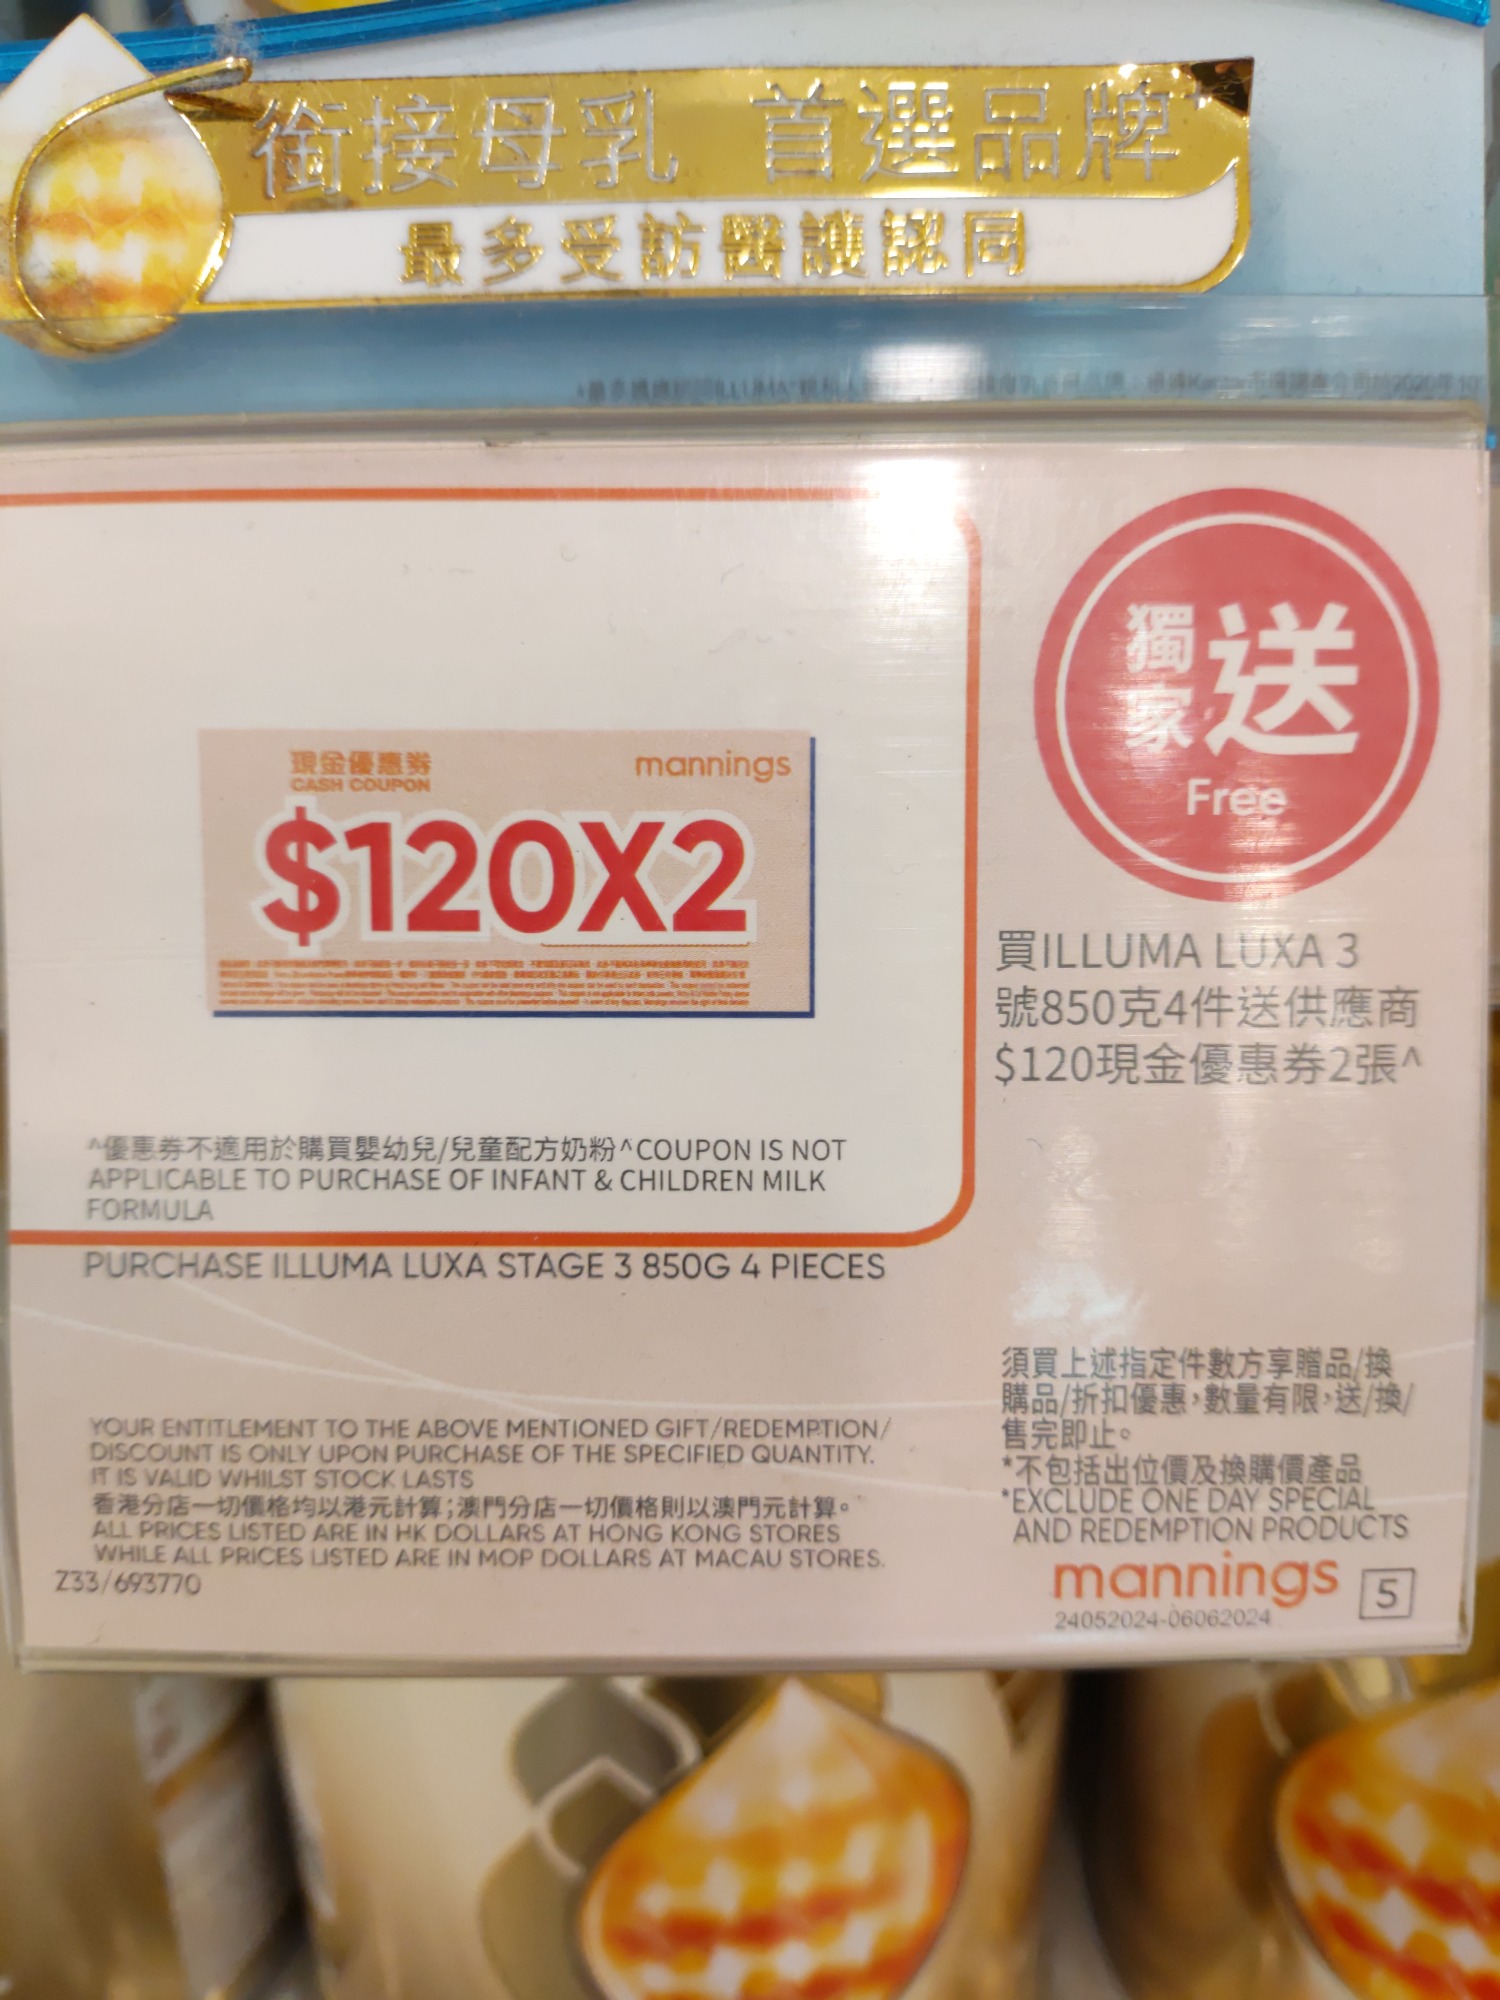 銜接母乳 首選品牌
最多受訪醫護認同
獨家 送
Free
現金優惠券
CASH COUPON
mannings
$120X2
買ILLUMA LUXA 3
號850克4件送供應商
$120現金優惠券2張^
^優惠券不適用於購買嬰幼兒/兒童配方奶粉^COUPON IS NOT
APPLICABLE TO PURCHASE OF INFANT & CHILDREN MILK
FORMULA
PURCHASE ILLUMA LUXA STAGE 3 850G 4 PIECES
YOUR ENTITLEMENT TO THE ABOVE MENTIONED GIFT/REDEMPTION/
DISCOUNT IS ONLY UPON PURCHASE OF THE SPECIFIED QUANTITY.
IT IS VALID WHILST STOCK LASTS
香港分店一切價格均以港元計算;澳門分店一切價格則以澳門元計算。
ALL PRICES LISTED ARE IN HK DOLLARS AT HONG KONG STORES
WHILE ALL PRICES LISTED ARE IN MOP DOLLARS AT MACAU STORES.
Z33/693770
須買上述指定件數方享贈品/換
購品/折扣優惠,數量有限,送/換/
售完即止。
*不包括出位價及換購價產品
*EXCLUDE ONE DAY SPECIAL
AND REDEMPTION PRODUCTS
mannings
24052024-06062024
5